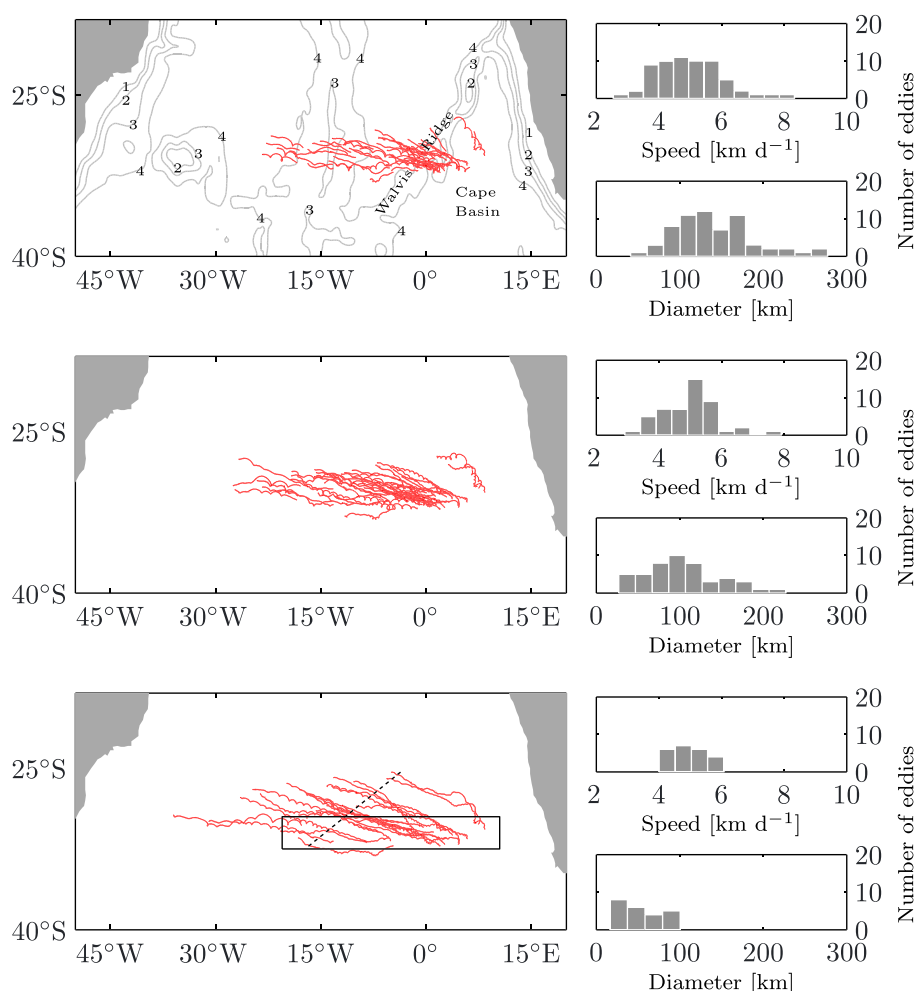 20
10
0
2 4 6 8 10
Speed [km d⁻¹]
20
10
0
0 100 200 300
Diameter [km]
Number of eddies
25°S
40°S
45°W 30°W 15°W 0° 15°E
1
2
3
4
4
3
2
4
3
4
4
3
4
4
3
2
4
1
2
3
4
Walvis Ridge
Cape
Basin
20
10
0
2 4 6 8 10
Speed [km d⁻¹]
20
10
0
0 100 200 300
Diameter [km]
Number of eddies
25°S
40°S
45°W 30°W 15°W 0° 15°E
20
10
0
2 4 6 8 10
Speed [km d⁻¹]
20
10
0
0 100 200 300
Diameter [km]
Number of eddies
25°S
40°S
45°W 30°W 15°W 0° 15°E